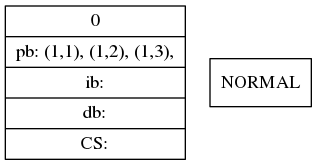 0
pb: (1,1), (1,2), (1,3),
ib:
db:
CS:
NORMAL